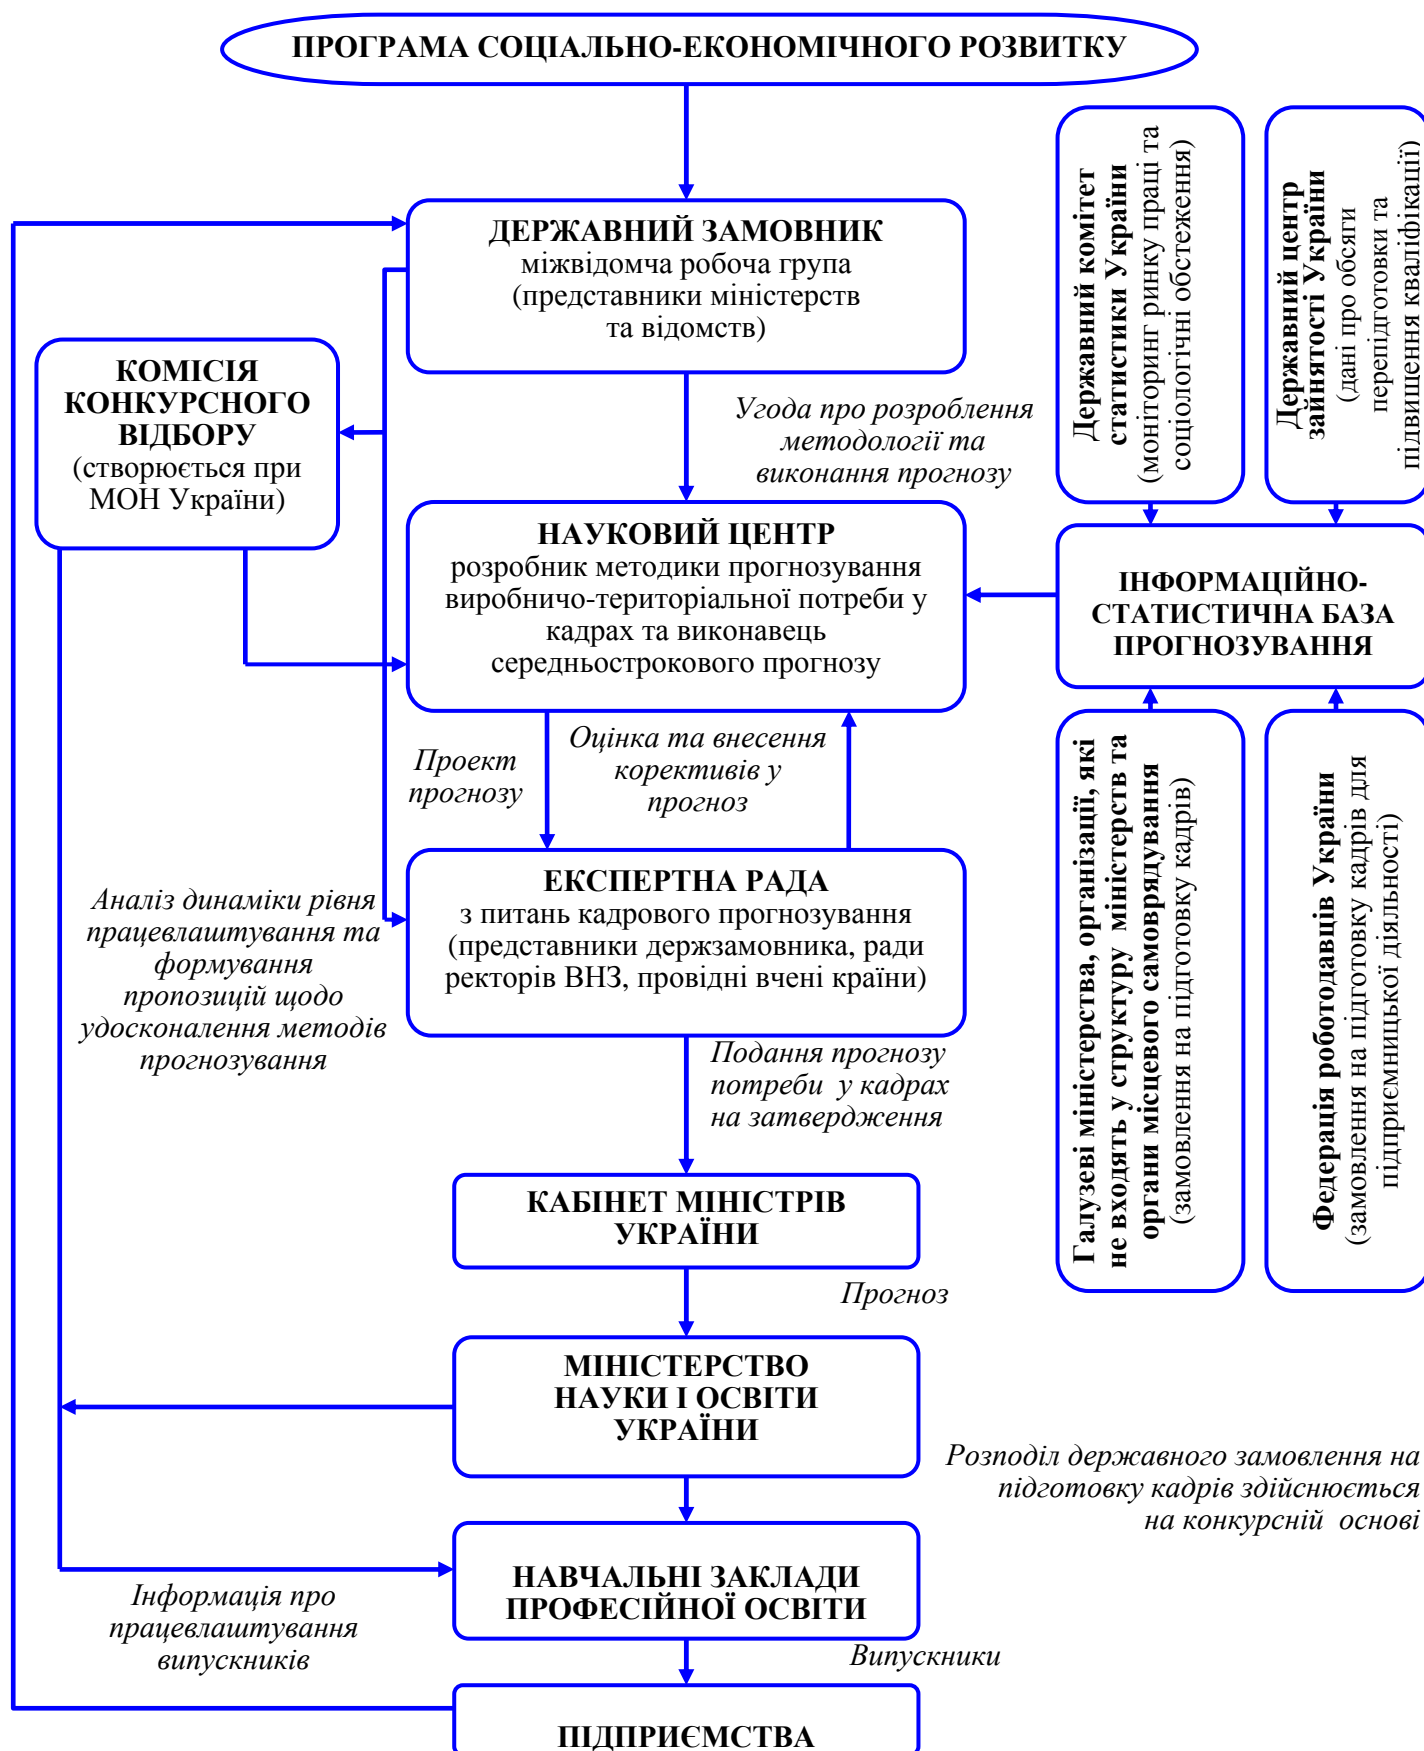 ПРОГРАМА СОЦІАЛЬНО-ЕКОНОМІЧНОГО РОЗВИТКУ
ДЕРЖАВНИЙ ЗАМОВНИК
міжвідомча робоча група
(представники міністерств
та відомств)
КОМІСІЯ
КОНКУРСНОГО
ВІДБОРУ
(створюється при
МОН України)
Угода про розроблення
методології та
виконання прогнозу
Державний комітет
статистики України
(моніторинг ринку праці та
соціологічні обстеження)
Державний центр
зайнятості України
(дані про обсяги
перепідготовки та
підвищення кваліфікації)
НАУКОВИЙ ЦЕНТР
розробник методики прогнозування
виробничо-територіальної потреби у
кадрах та виконавець
середньострокового прогнозу
ІНФОРМАЦІЙНО-
СТАТИСТИЧНА БАЗА
ПРОГНОЗУВАННЯ
Проект
прогнозу
Оцінка та внесення
корективів у
прогноз
Галузеві міністерства, організації, які
не входять у структуру міністерств та
органи місцевого самоврядування
(замовлення на підготовку кадрів)
Федерація роботодавців України
(замовлення на підготовку кадрів для
підприємницької діяльності)
ЕКСПЕРТНА РАДА
з питань кадрового прогнозування
(представники держзамовника, ради
ректорів ВНЗ, провідні вчені країни)
Аналіз динаміки рівня
працевлаштування та
формування
пропозицій щодо
удосконалення методів
прогнозування
Подання прогнозу
потреби у кадрах
на затвердження
КАБІНЕТ МІНІСТРІВ
УКРАЇНИ
Прогноз
МІНІСТЕРСТВО
НАУКИ І ОСВІТИ
УКРАЇНИ
Розподіл державного замовлення на
підготовку кадрів здійснюється
на конкурсній основі
НАВЧАЛЬНІ ЗАКЛАДИ
ПРОФЕСІЙНОЇ ОСВІТИ
Інформація про
працевлаштування
випускників
Випускники
ПІДПРИЄМСТВА